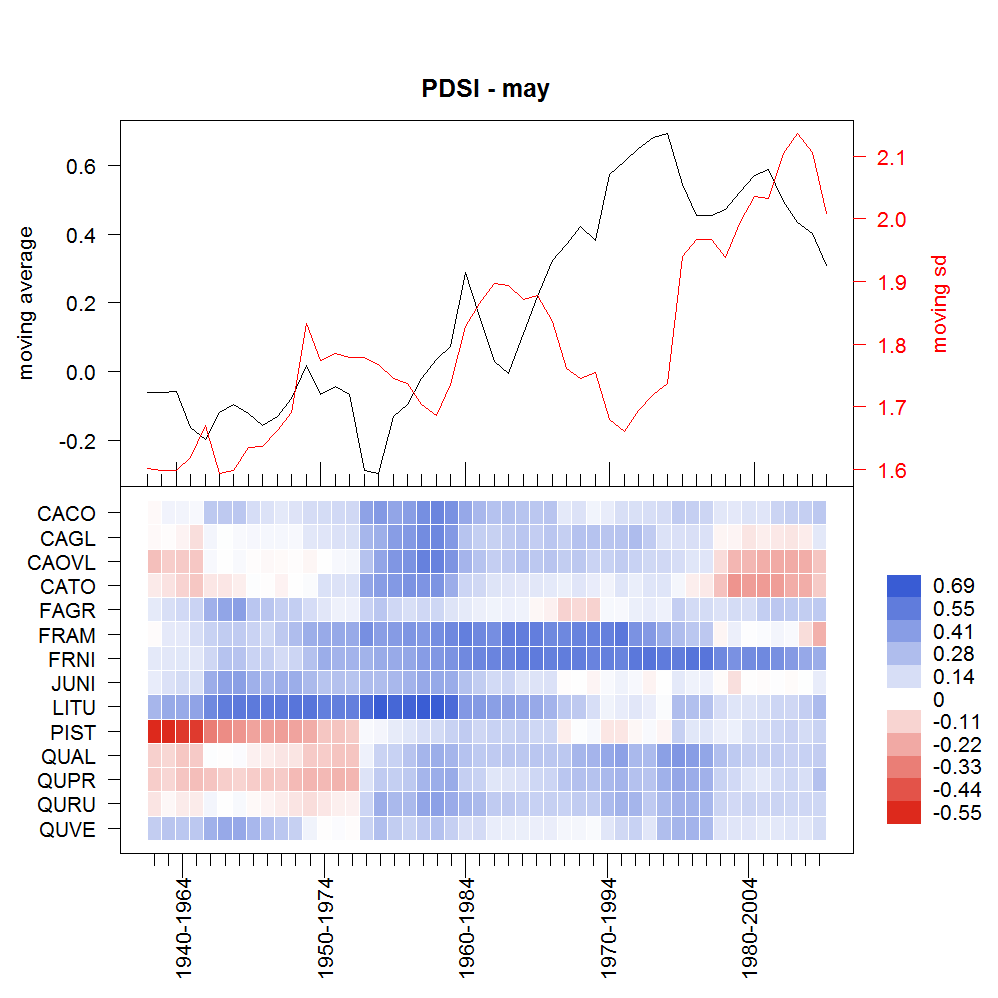 PDSI - may
moving average
0.6
0.4
0.2
0.0
-0.2
2.1
2.0
1.9
1.8
1.7
1.6
moving sd
CACO
CAGL
CAOVL
CATO
FAGR
FRAM
FRNI
JUNI
LITU
PIST
QUAL
QUPR
QURU
QUVE
0.69
0.55
0.41
0.28
0.14
0
-0.11
-0.22
-0.33
-0.44
-0.55
1940-1964
1950-1974
1960-1984
1970-1994
1980-2004